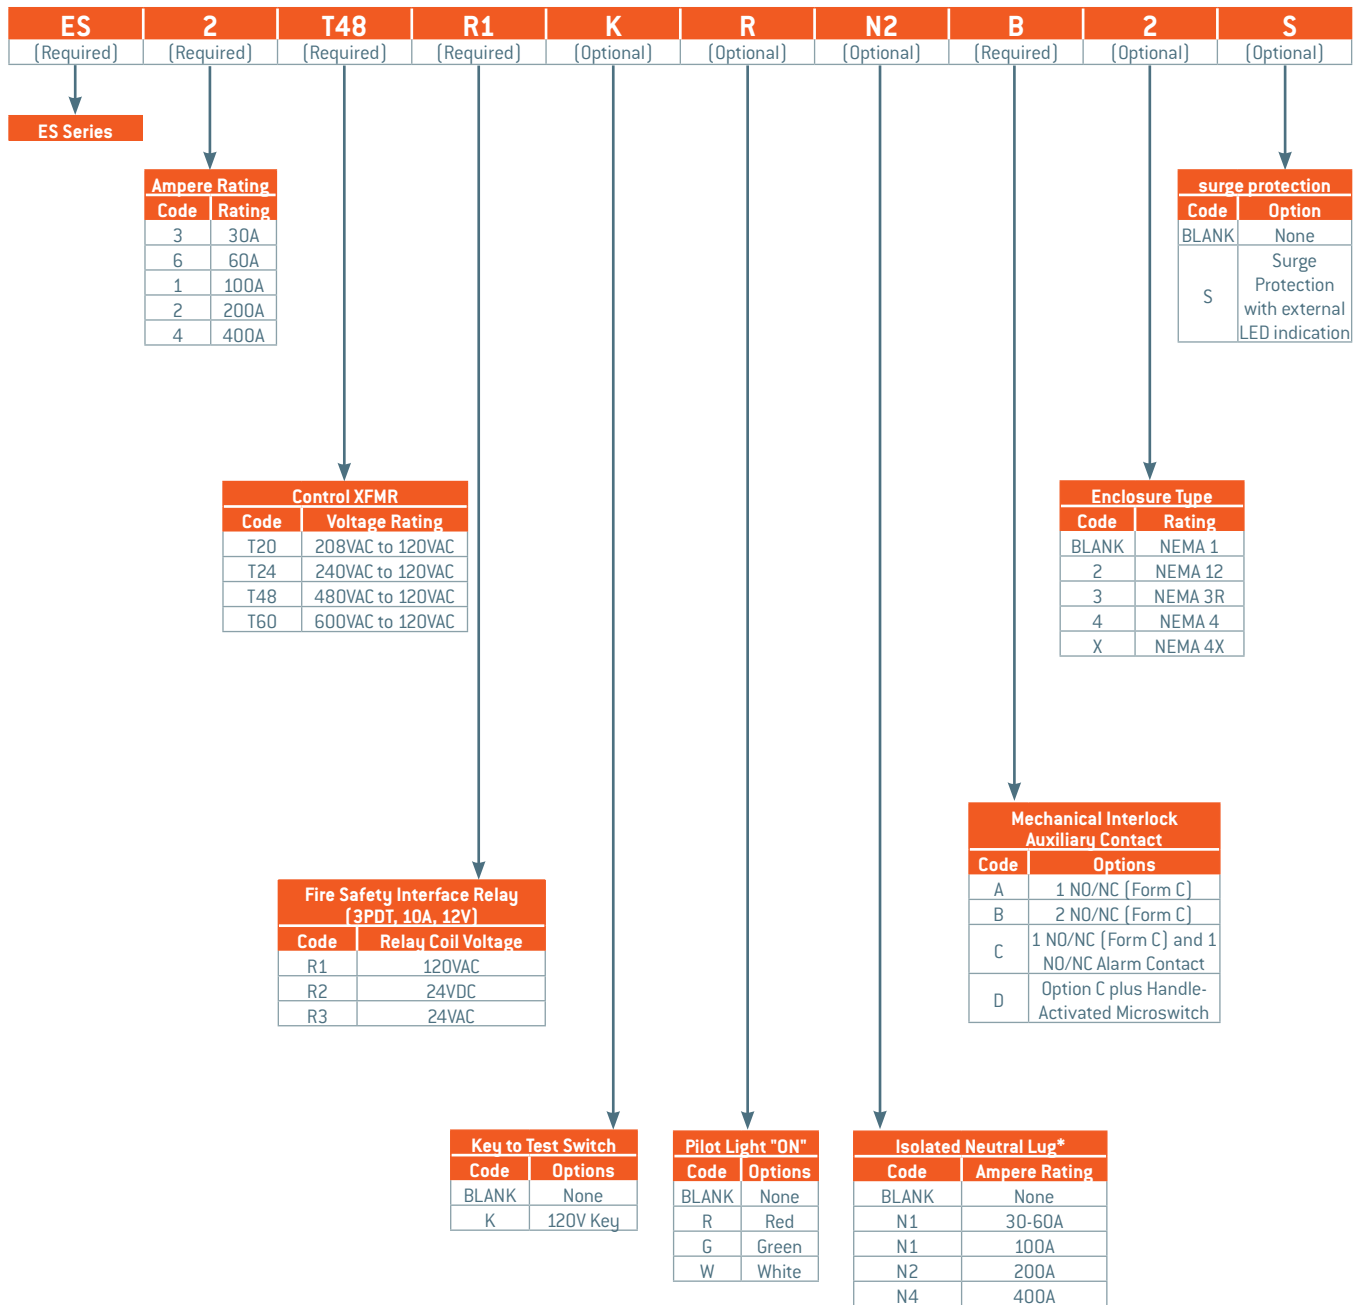 ES 2 T48 R1 K R N2 B 2 S
(Required) (Required) (Required) (Required) (Optional) (Optional) (Optional) (Required) (Optional) (Optional)
ES Series
Ampere Rating
Code Rating
3 30A
6 60A
1 100A
2 200A
4 400A
surge protection
Code Option
BLANK None
S Surge
Protection
with external
LED indication
Control XFMR
Code Voltage Rating
T20 208VAC to 120VAC
T24 240VAC to 120VAC
T48 480VAC to 120VAC
T60 600VAC to 120VAC
Enclosure Type
Code Rating
BLANK NEMA 1
2 NEMA 12
3 NEMA 3R
4 NEMA 4
X NEMA 4X
Mechanical Interlock
Auxiliary Contact
Code Options
A 1 NO/NC (Form C)
B 2 NO/NC (Form C)
C 1 NO/NC (Form C) and 1
NO/NC Alarm Contact
D Option C plus Handle-
Activated Microswitch
Fire Safety Interface Relay
(3PDT, 10A, 12V)
Code Relay Coil Voltage
R1 120VAC
R2 24VDC
R3 24VAC
Key to Test Switch
Code Options
BLANK None
K 120V Key
Pilot Light "ON"
Code Options
BLANK None
R Red
G Green
W White
Isolated Neutral Lug*
Code Ampere Rating
BLANK None
N1 30-60A
N1 100A
N2 200A
N4 400A